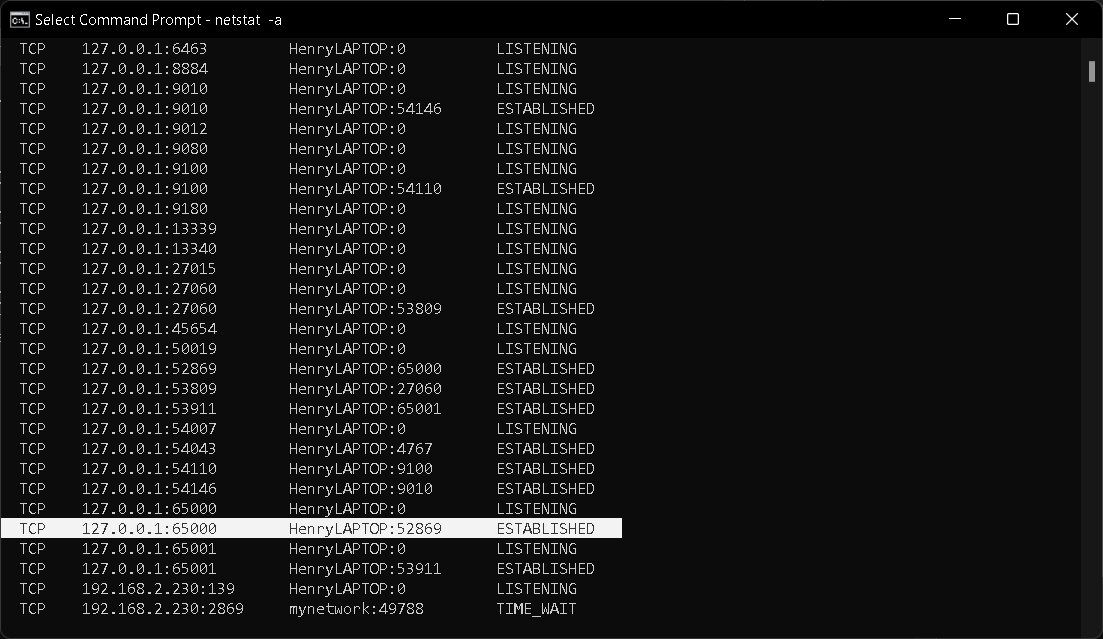 Select Command Prompt - netstat  -a
TCP    127.0.0.1:6463         HenryLAPTOP:0          LISTENING
TCP    127.0.0.1:8884         HenryLAPTOP:0          LISTENING
TCP    127.0.0.1:9010         HenryLAPTOP:0          LISTENING
TCP    127.0.0.1:9010         HenryLAPTOP:54146      ESTABLISHED
TCP    127.0.0.1:9012         HenryLAPTOP:0          LISTENING
TCP    127.0.0.1:9080         HenryLAPTOP:0          LISTENING
TCP    127.0.0.1:9100         HenryLAPTOP:0          LISTENING
TCP    127.0.0.1:9100         HenryLAPTOP:54110      ESTABLISHED
TCP    127.0.0.1:9180         HenryLAPTOP:0          LISTENING
TCP    127.0.0.1:13339        HenryLAPTOP:0          LISTENING
TCP    127.0.0.1:13340        HenryLAPTOP:0          LISTENING
TCP    127.0.0.1:27015        HenryLAPTOP:0          LISTENING
TCP    127.0.0.1:27060        HenryLAPTOP:0          LISTENING
TCP    127.0.0.1:27060        HenryLAPTOP:53809      ESTABLISHED
TCP    127.0.0.1:45654        HenryLAPTOP:0          LISTENING
TCP    127.0.0.1:50019        HenryLAPTOP:0          LISTENING
TCP    127.0.0.1:52869        HenryLAPTOP:65000      ESTABLISHED
TCP    127.0.0.1:53809        HenryLAPTOP:27060      ESTABLISHED
TCP    127.0.0.1:53911        HenryLAPTOP:65001      ESTABLISHED
TCP    127.0.0.1:54007        HenryLAPTOP:0          LISTENING
TCP    127.0.0.1:54043        HenryLAPTOP:4767       ESTABLISHED
TCP    127.0.0.1:54110        HenryLAPTOP:9100       ESTABLISHED
TCP    127.0.0.1:54146        HenryLAPTOP:9010       ESTABLISHED
TCP    127.0.0.1:65000        HenryLAPTOP:0          LISTENING
TCP    127.0.0.1:65000        HenryLAPTOP:52869      ESTABLISHED
TCP    127.0.0.1:65001        HenryLAPTOP:0          LISTENING
TCP    127.0.0.1:65001        HenryLAPTOP:53911      ESTABLISHED
TCP    192.168.2.230:139      HenryLAPTOP:0          LISTENING
TCP    192.168.2.230:2869     mynetwork:49788        TIME_WAIT